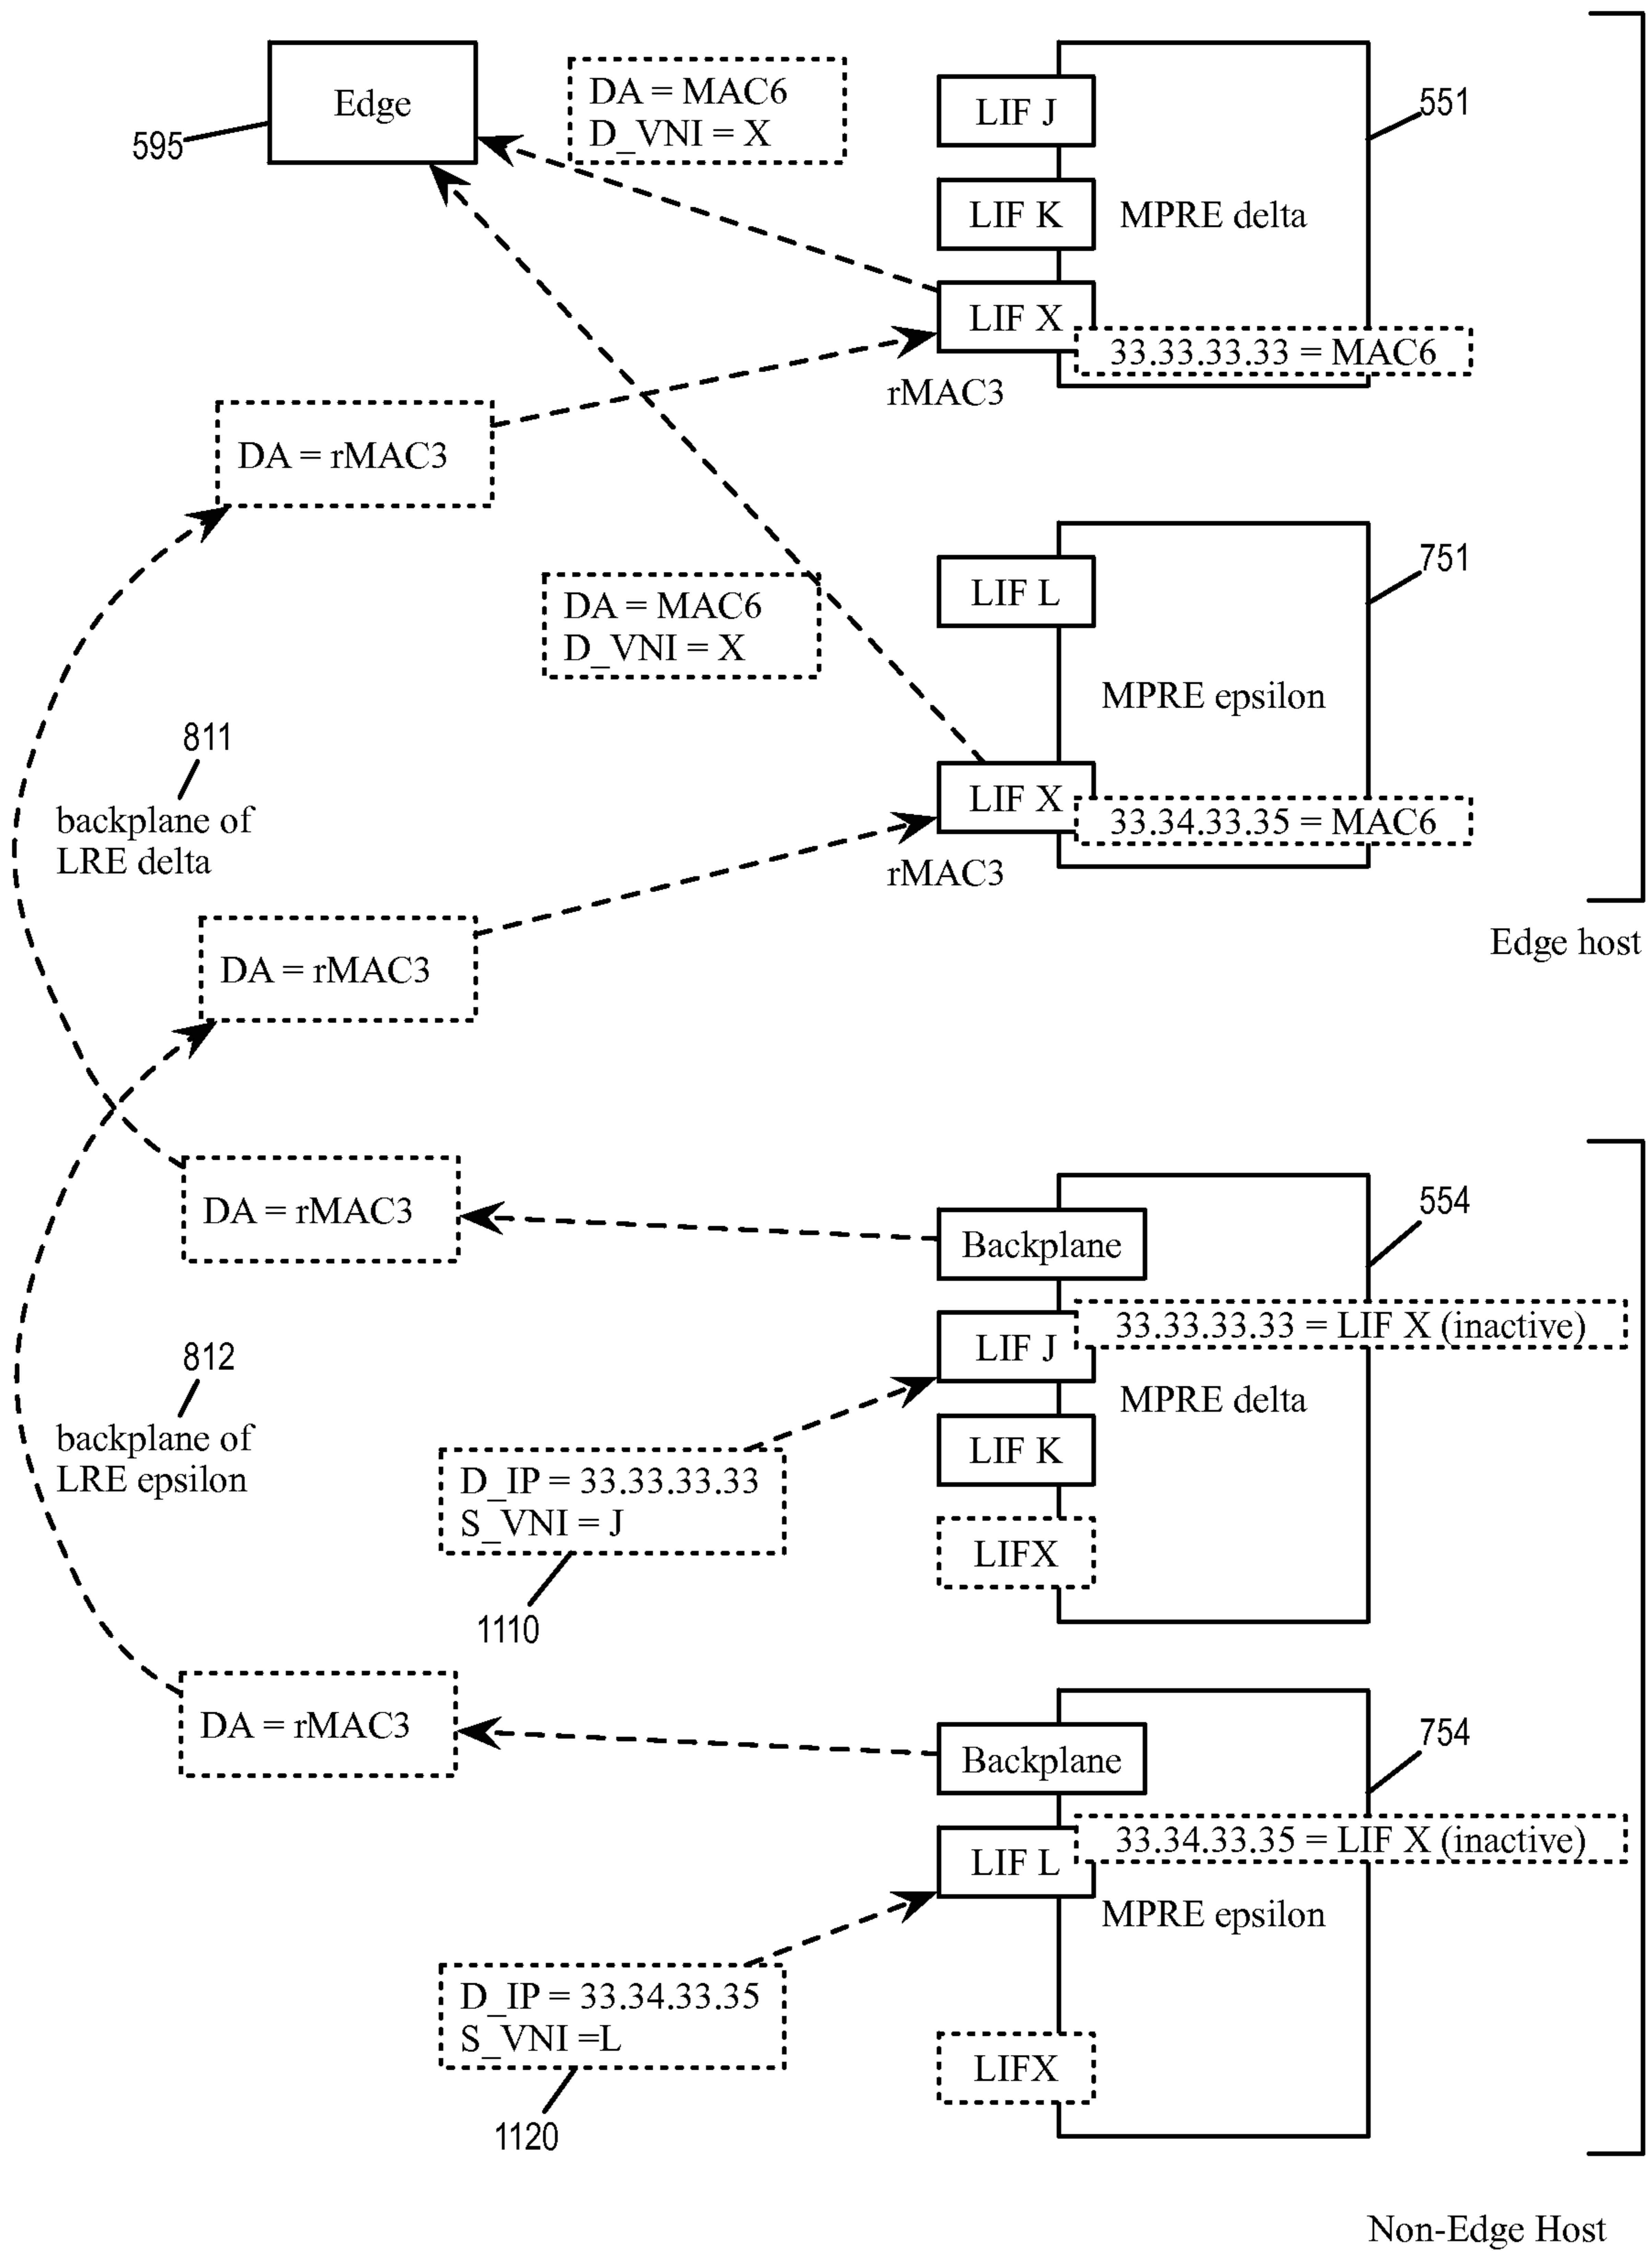 Edge
595
DA = MAC6
D_VNI = X
LIF J
551
LIF K
MPRE delta
LIF X
33.33.33.33 = MAC6
rMAC3
DA = rMAC3
LIF L
751
DA = MAC6
D_VNI = X
MPRE epsilon
811
LIF X
backplane of
LRE delta
33.34.33.35 = MAC6
rMAC3
Edge host
DA = rMAC3
DA = rMAC3
554
Backplane
33.33.33.33 = LIF X (inactive)
LIF J
812
MPRE delta
backplane of
LRE epsilon
LIF K
D_IP = 33.33.33.33
S_VNI = J
LIFX
1110
DA = rMAC3
754
Backplane
33.34.33.35 = LIF X (inactive)
LIF L
MPRE epsilon
D_IP = 33.34.33.35
S_VNI =L
LIFX
1120
Non-Edge Host